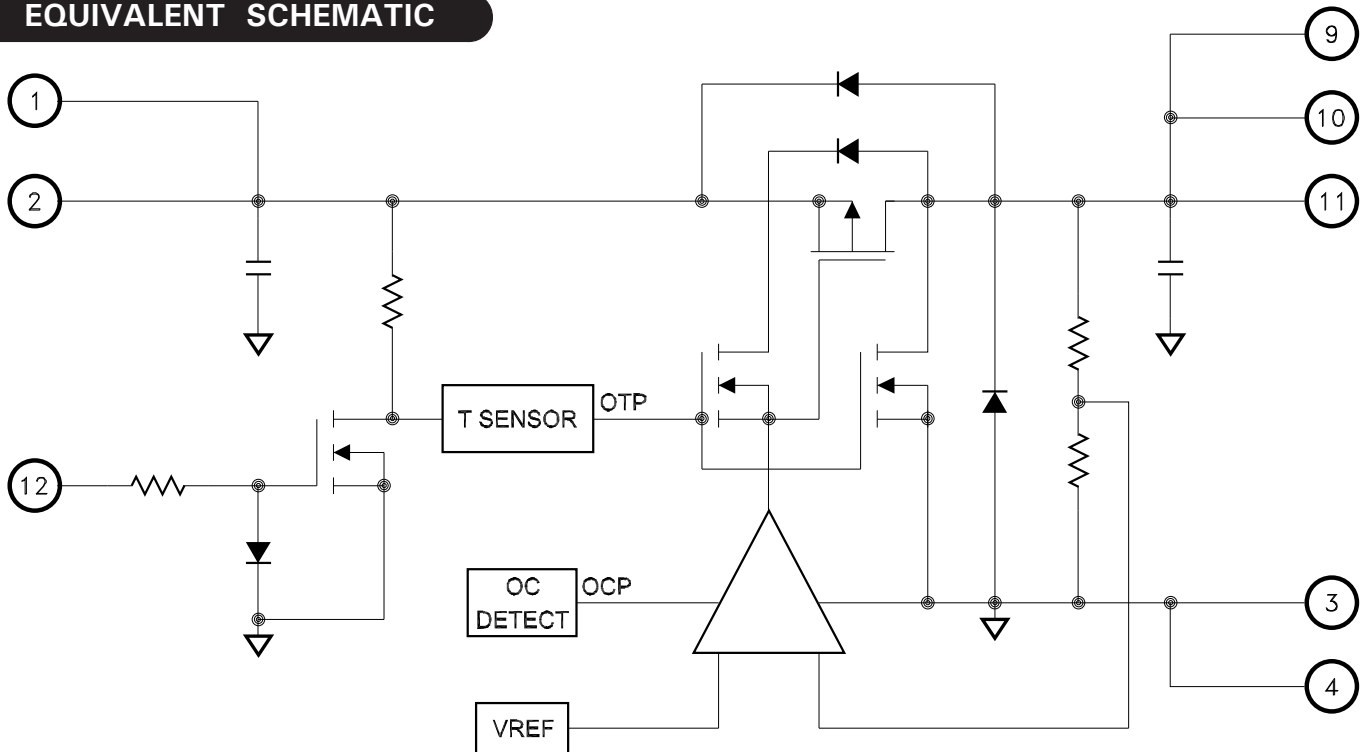 EQUIVALENT SCHEMATIC
9
1
10
2
11
T SENSOR
OTP
12
OC
DETECT
OCP
3
4
VREF